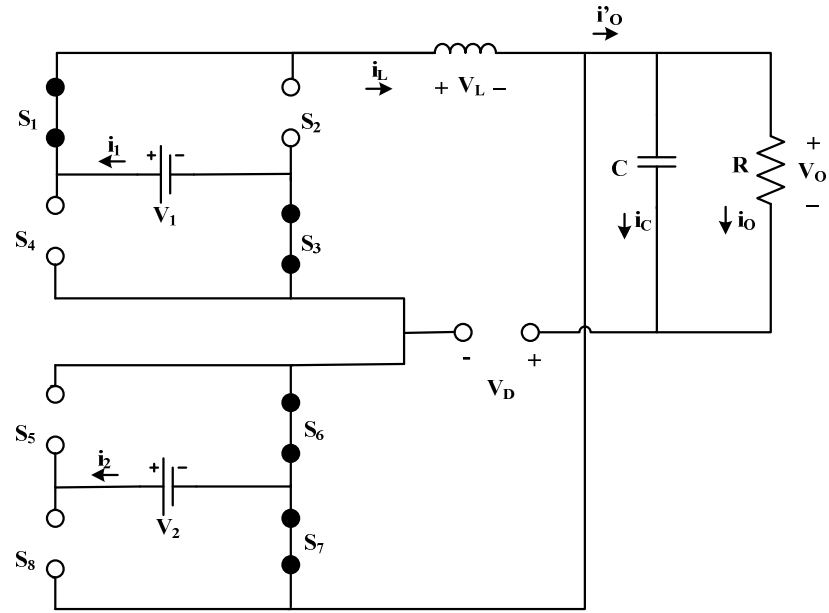 i'O
iL
+ VL −
S1
S2
i1
+ −
V1
S4
S3
C
R
+
VO
−
iC
iO
- +
VD
S5
S6
i2
+ −
V2
S8
S7